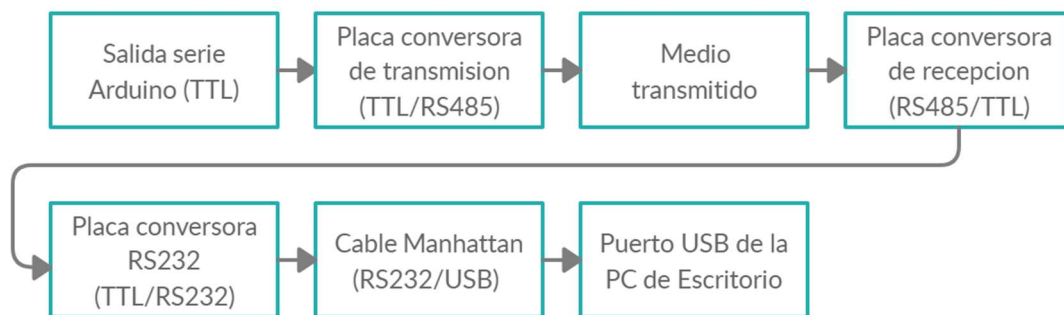 Salida serie
Arduino (TTL)
Placa conversora
de transmision
(TTL/RS485)
Medio
transmitido
Placa conversora
de recepcion
(RS485/TTL)
Placa conversora
RS232
(TTL/RS232)
Cable Manhattan
(RS232/USB)
Puerto USB de la
PC de Escritorio